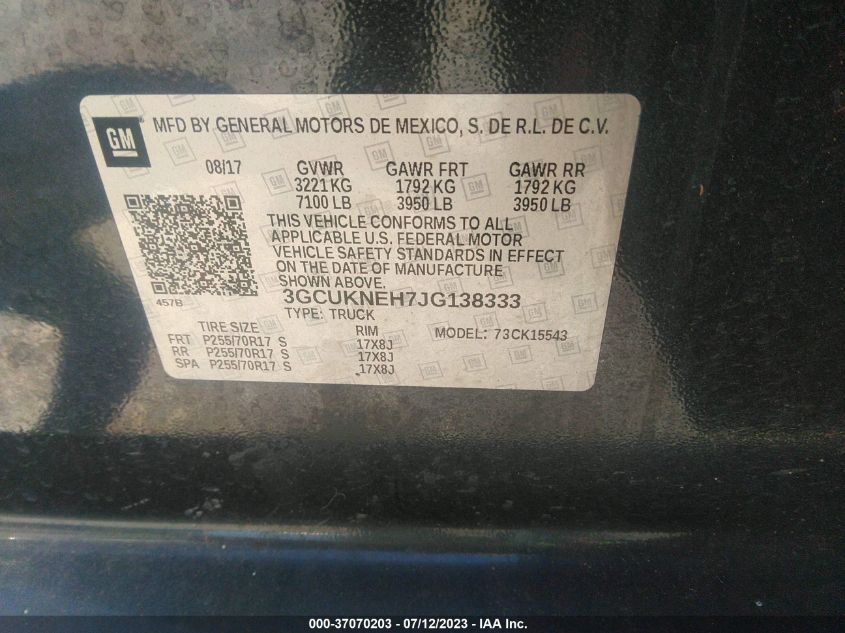 GM MFD BY GENERAL MOTORS DE MEXICO, S. DE R.L. DE C.V.
08/17 GVWR GAWR FRT GAWR RR
3221 KG 1792 KG 1792 KG
7100 LB 3950 LB 3950 LB
THIS VEHICLE CONFORMS TO ALL
APPLICABLE U.S. FEDERAL MOTOR
VEHICLE SAFETY STANDARDS IN EFFECT
ON THE DATE OF MANUFACTURE
SHOWN ABOVE.
457B 3GCUKNEH7JG138333
TYPE: TRUCK
TIRE SIZE RIM MODEL: 73CK15543
FRT P255/70R17 S 17X8J
RR P255/70R17 S 17X8J
SPA P255/70R17 S 17X8J
000-37070203 - 07/12/2023 - IAA Inc.